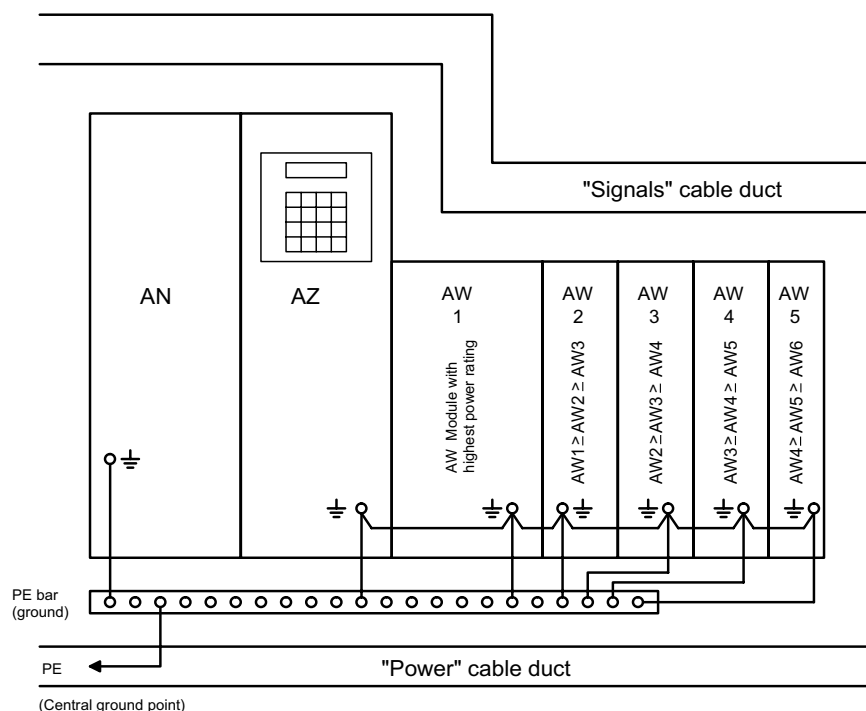 "Signals" cable duct
AN
AZ
AW
1
AW
2
AW
3
AW
4
AW
5
AW Module with
highest power rating
AW1 ≥ AW2 ≥ AW3
AW2 ≥ AW3 ≥ AW4
AW3 ≥ AW4 ≥ AW5
AW4 ≥ AW5 ≥ AW6
PE bar
(ground)
PE
"Power" cable duct
(Central ground point)